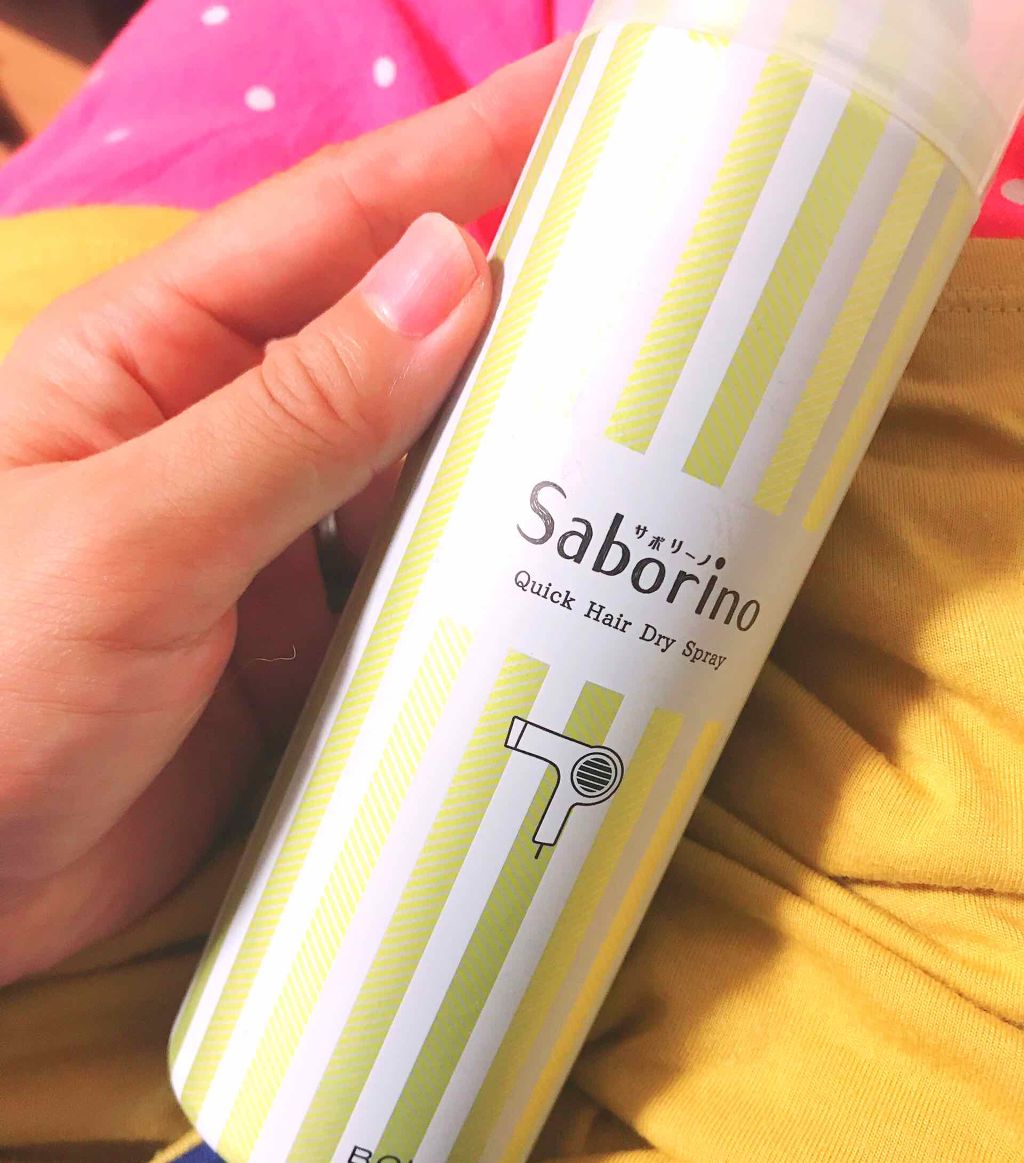 サボリーノ
Saborino
Quick Hair Dry Spray